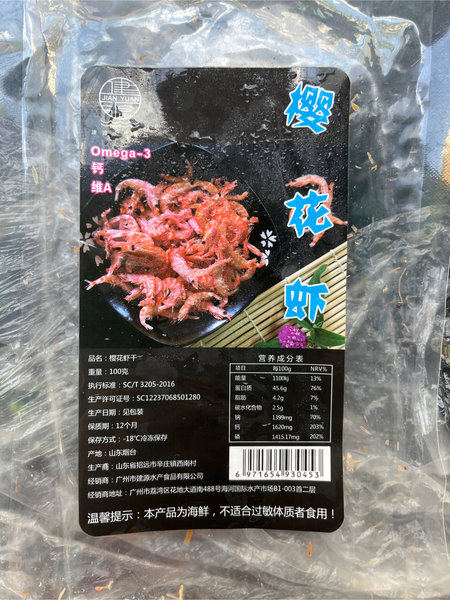 建源
JIAN YUAN
Omega-3
钙
维A
樱花虾
品名：樱花虾干
重量：100克
执行标准：SC/T 3205-2016
生产许可证号：SC12237068501280
生产日期：见包装
保质期：12个月
保存方式：-18℃冷冻保存
产地：山东烟台
生产商：山东省招远市辛庄镇西南村
经销商：广州市建源水产食品有限公司
经销商地址：广州市荔湾区花地大道南488号海河国际水产市场B1-003首二层
营养成分表
项目 每100g NRV%
能量 1100kj 13%
蛋白质 45.6g 76%
脂肪 4.2g 7%
碳水化合物 2.5g 1%
钠 1399mg 70%
钙 1620mg 203%
磷 1415.17mg 202%
6 971654 930453
温馨提示：本产品为海鲜，不适合过敏体质者食用！